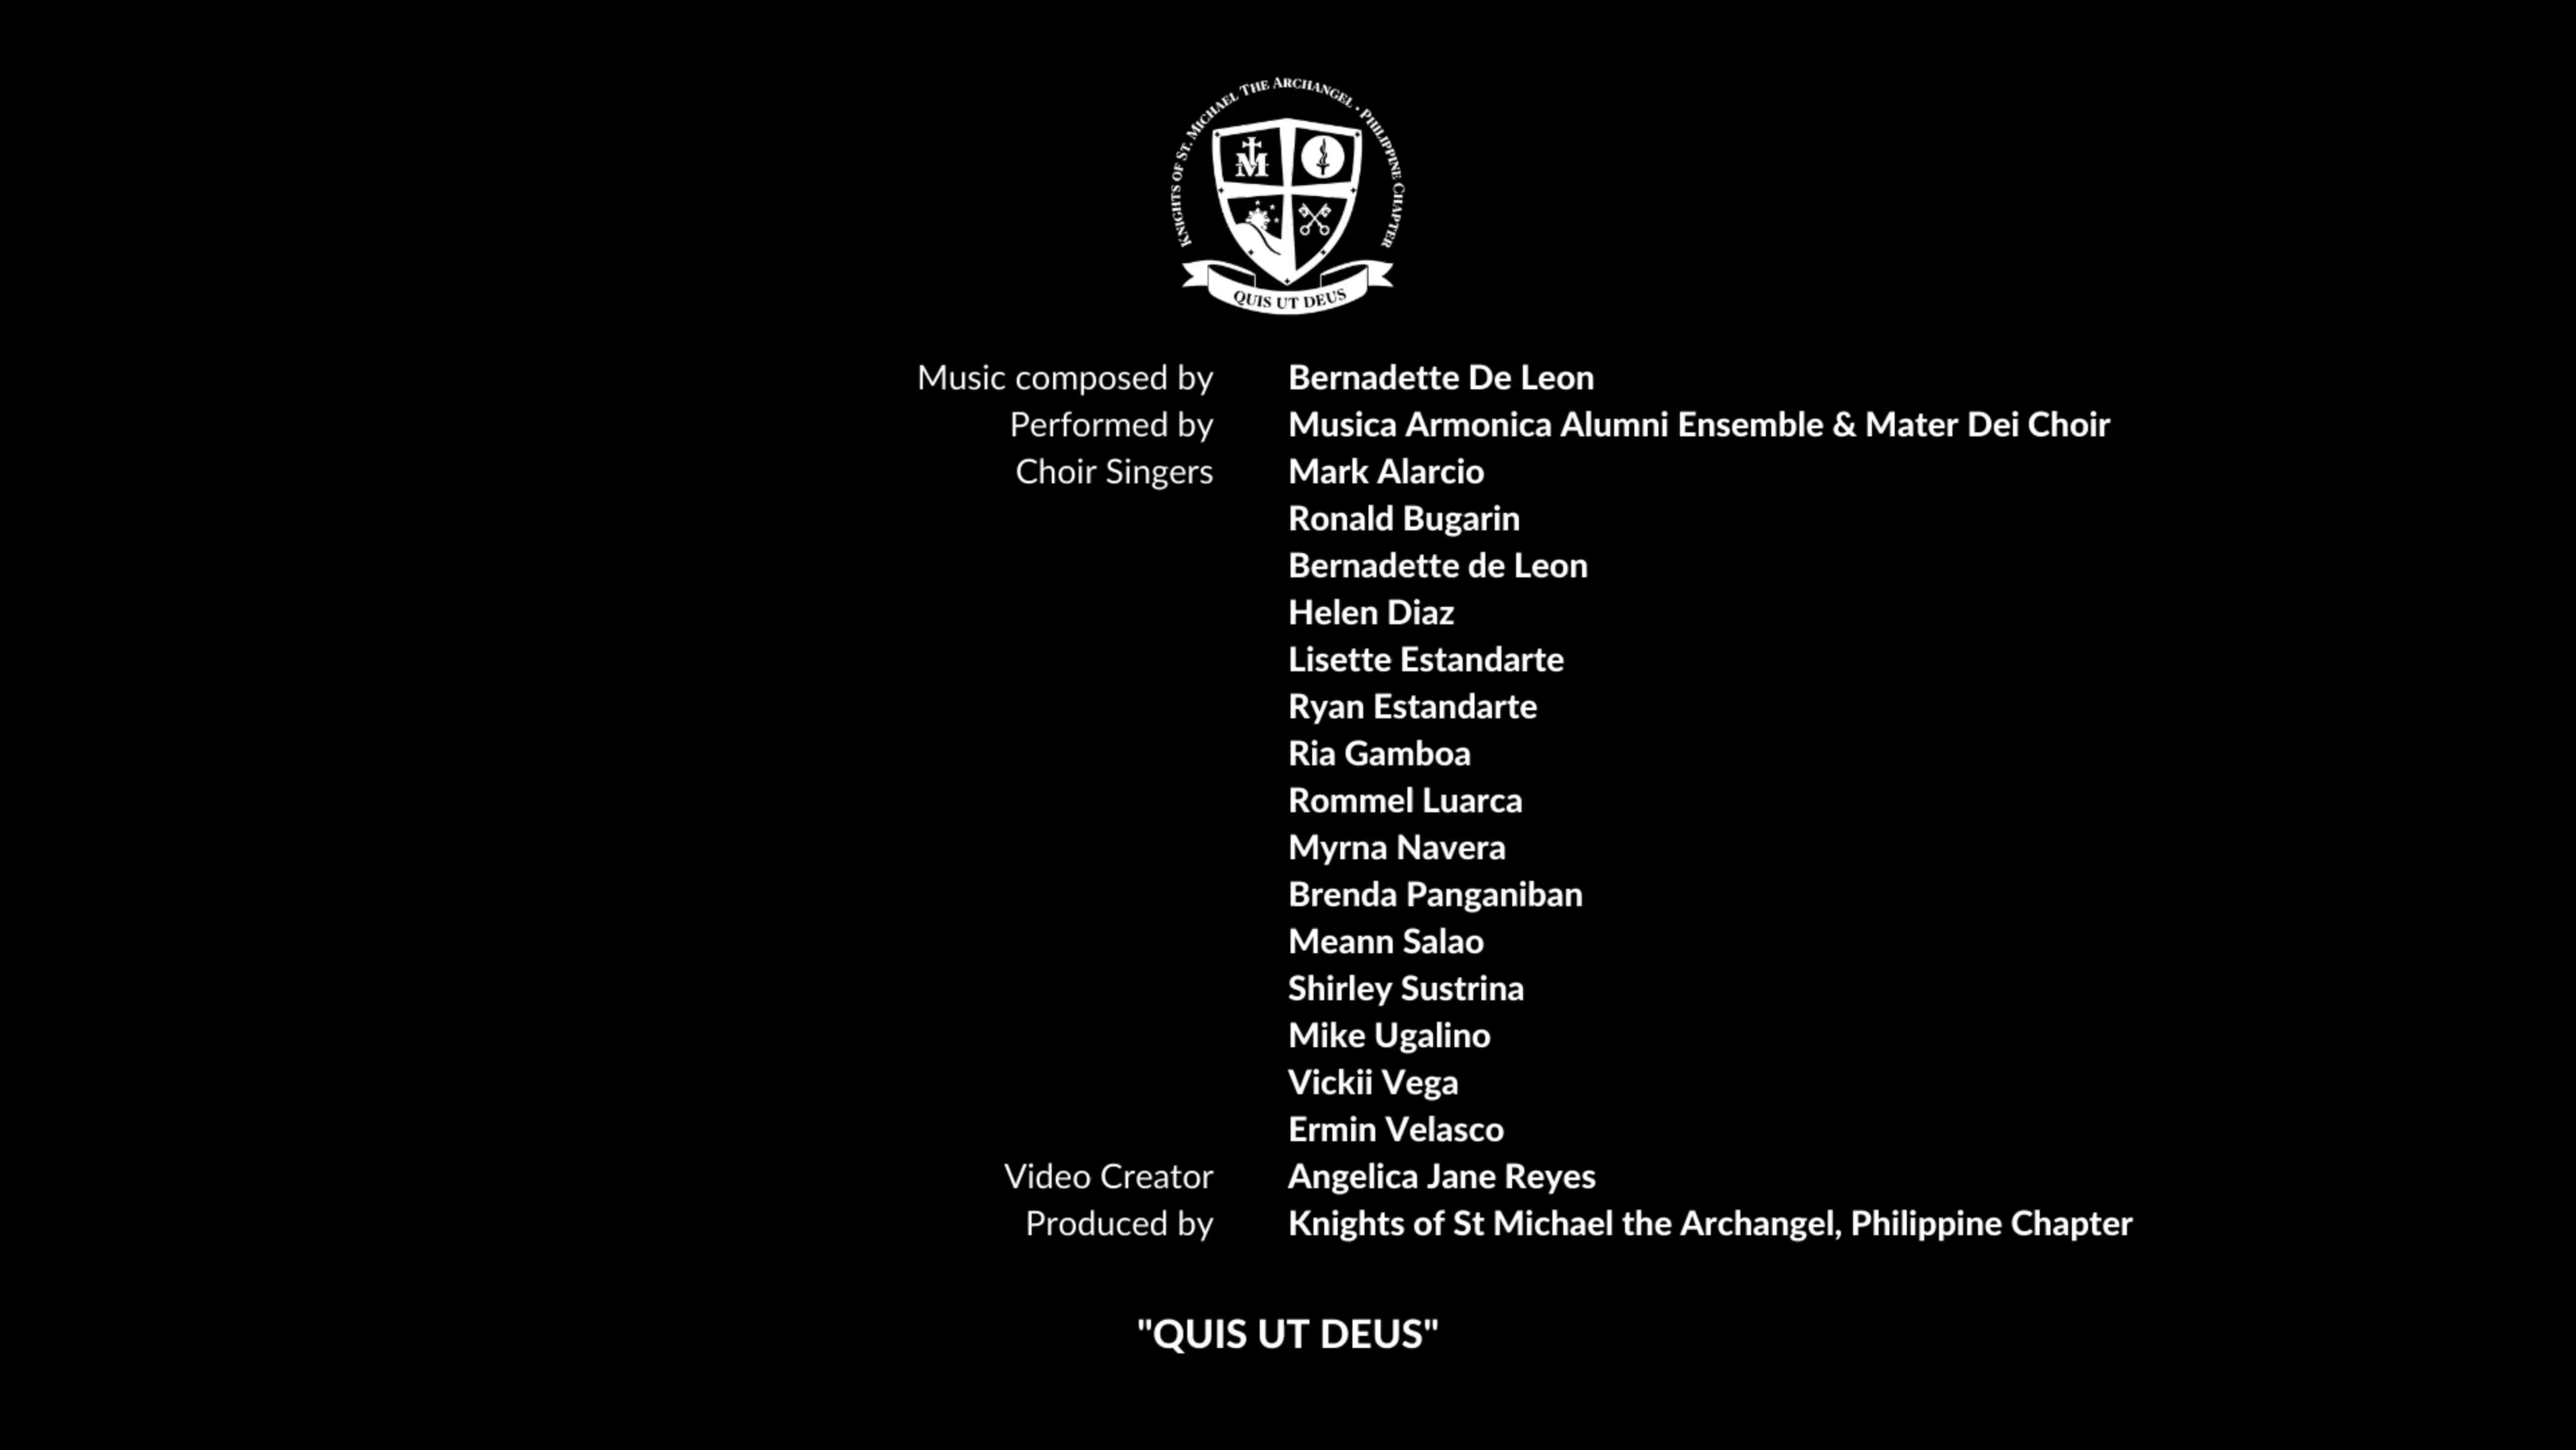 Knights of St. Michael The Archangel • Philippine Chapter
M
QUIS UT DEUS
Music composed by Bernadette De Leon
Performed by Musica Armonica Alumni Ensemble & Mater Dei Choir
Choir Singers Mark Alarcio
Ronald Bugarin
Bernadette de Leon
Helen Diaz
Lisette Estandarte
Ryan Estandarte
Ria Gamboa
Rommel Luarca
Myrna Navera
Brenda Panganiban
Meann Salao
Shirley Sustrina
Mike Ugalino
Vickii Vega
Ermin Velasco
Video Creator Angelica Jane Reyes
Produced by Knights of St Michael the Archangel, Philippine Chapter
"QUIS UT DEUS"